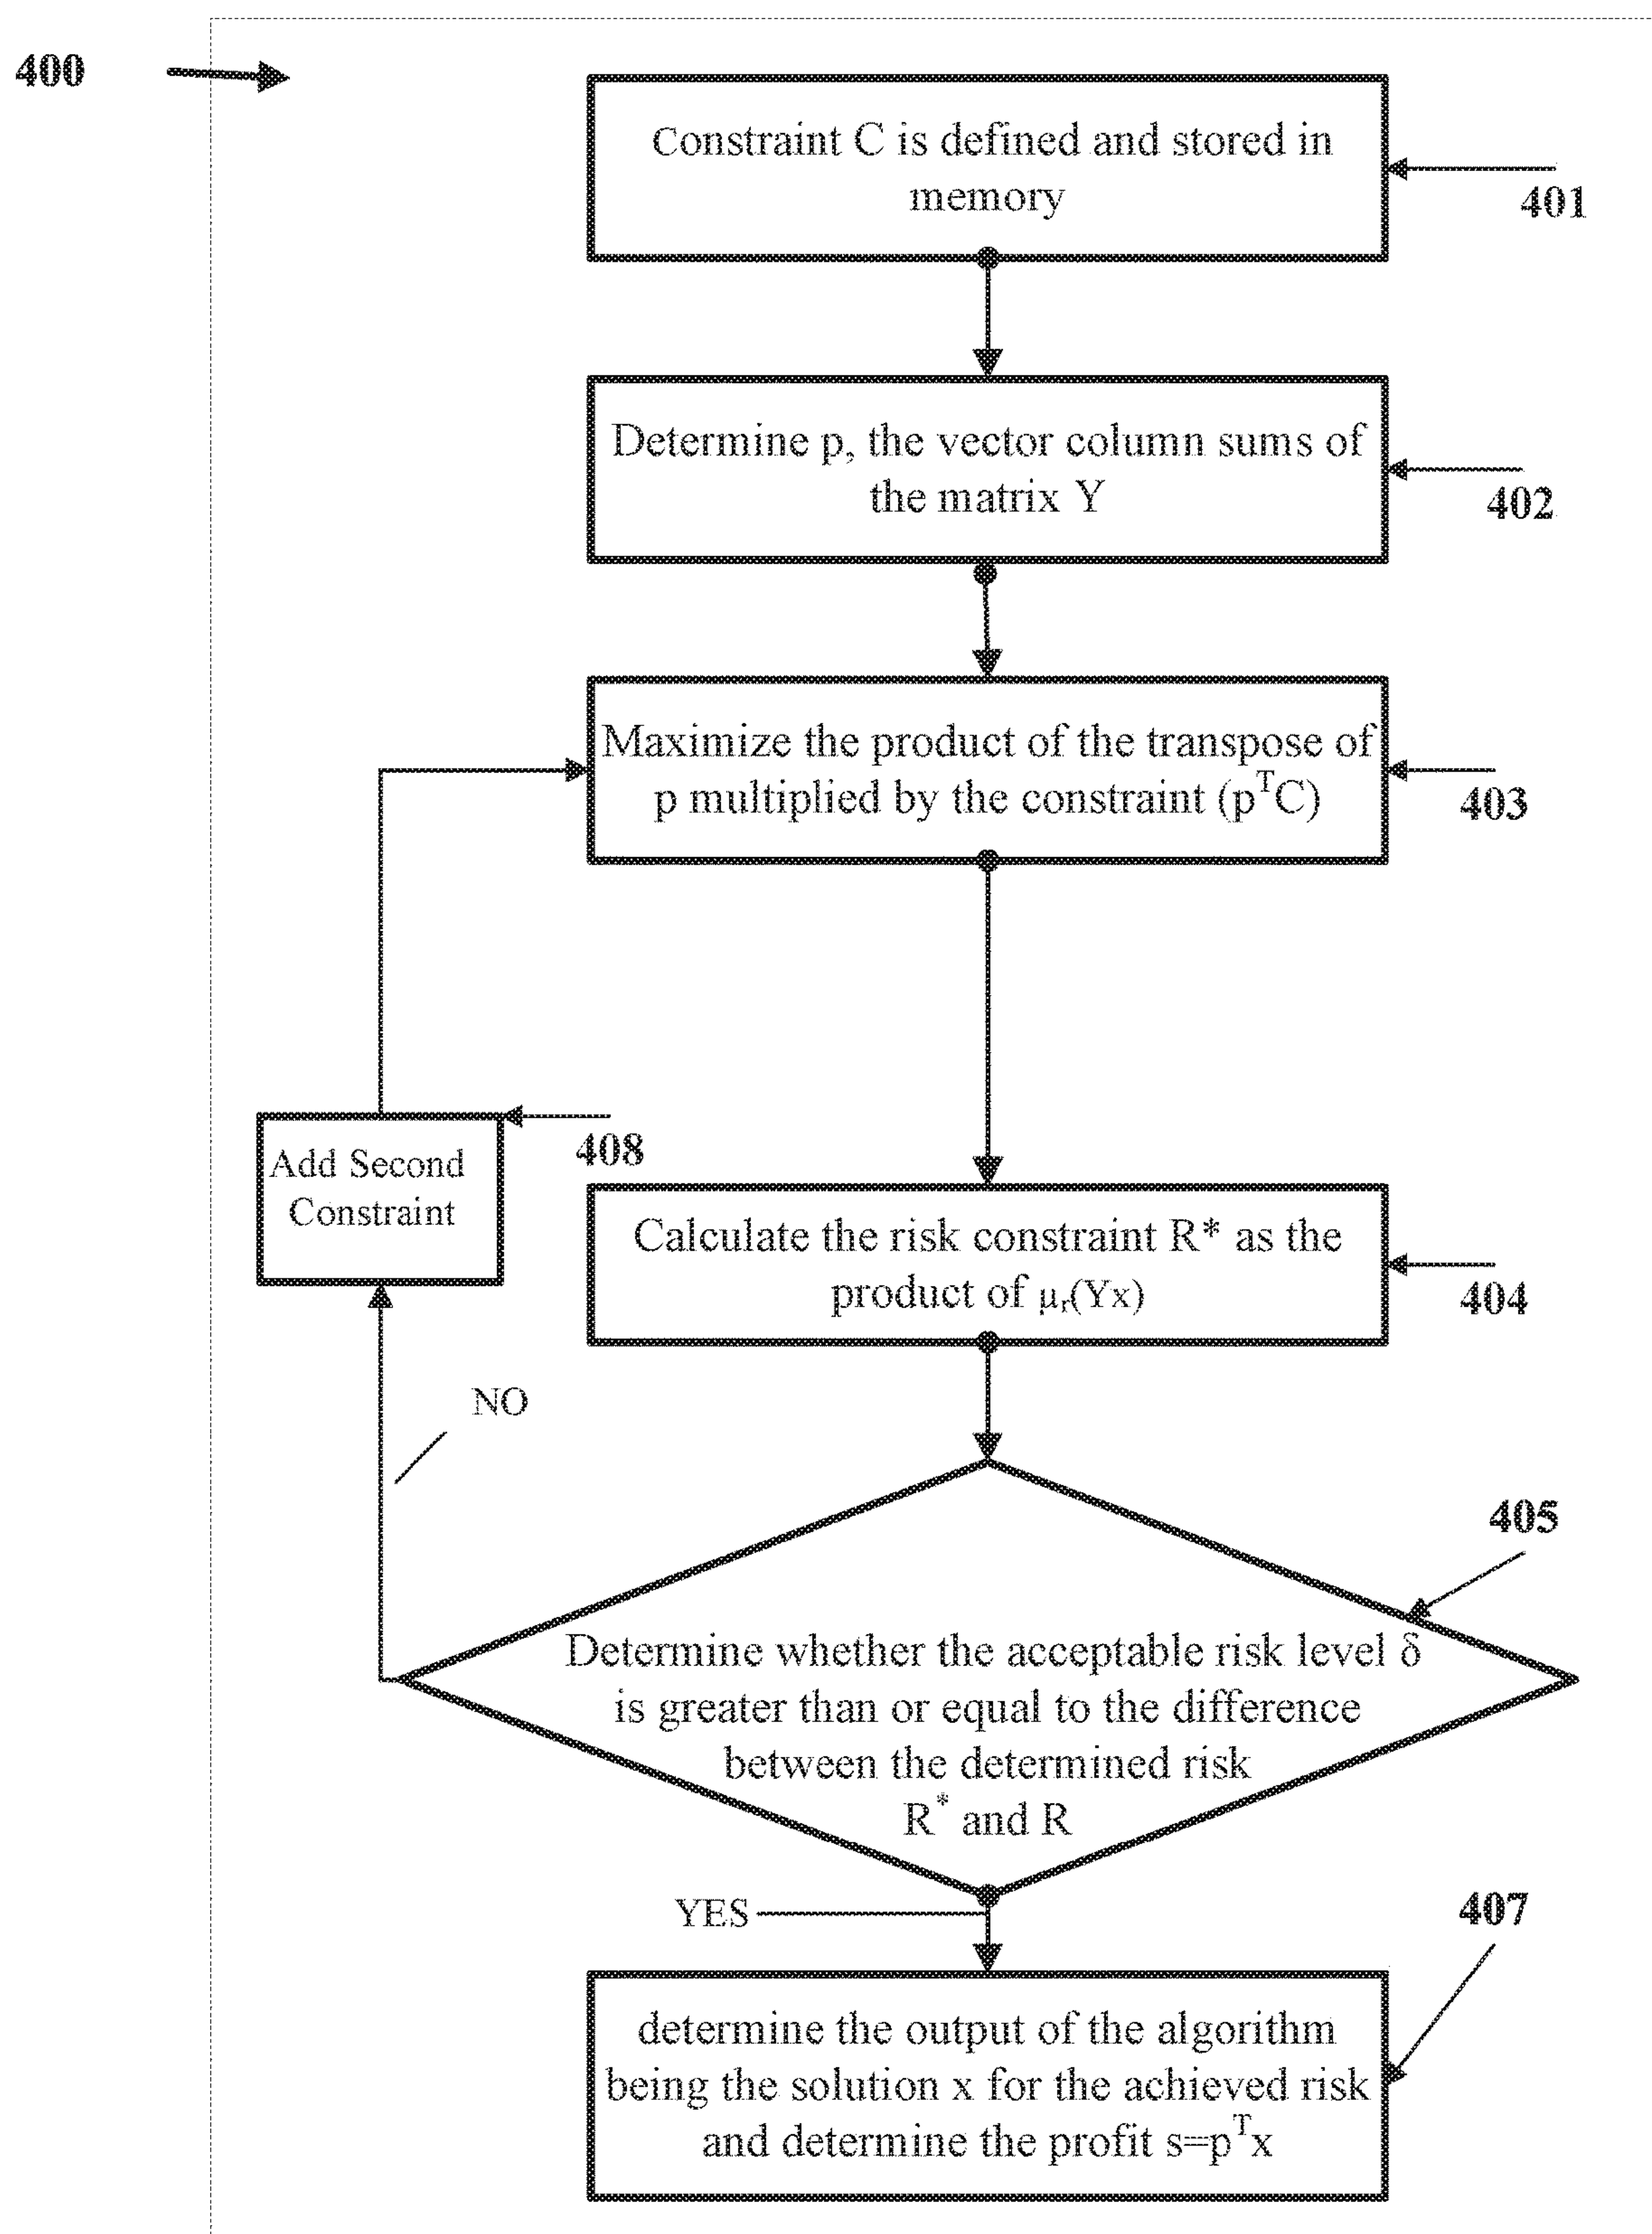 400
Constraint C is defined and stored in
memory
401
Determine p, the vector column sums of
the matrix Y
402
Maximize the product of the transpose of
p multiplied by the constraint (pᵀC)
403
Add Second
Constraint
408
Calculate the risk constraint R* as the
product of μᵣ(Yx)
404
NO
405
Determine whether the acceptable risk level δ
is greater than or equal to the difference
between the determined risk
R* and R
YES
407
determine the output of the algorithm
being the solution x for the achieved risk
and determine the profit s=pᵀx